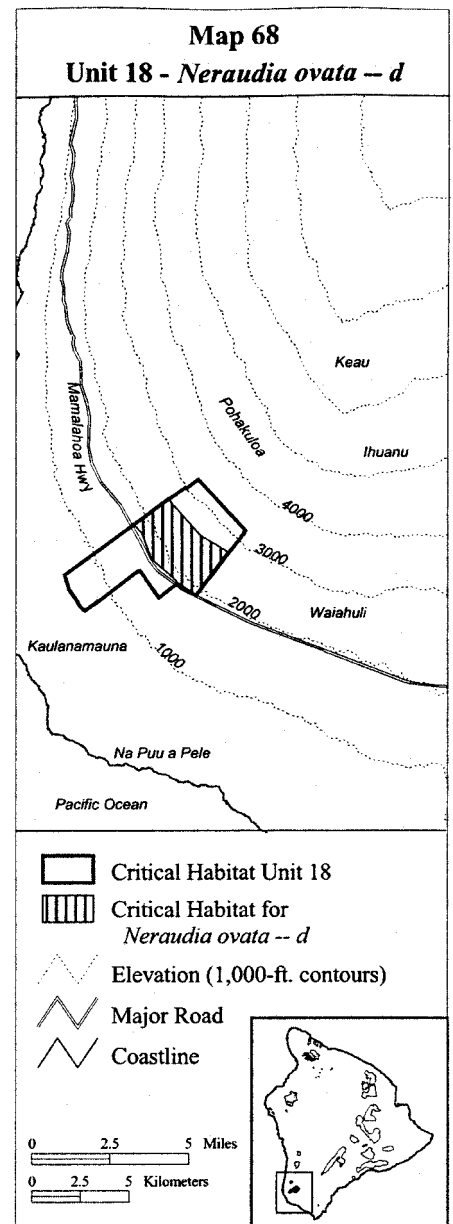 Map 68
Unit 18 - Neraudia ovata -- d
Keau
Mamalahoa Hwy
Pohakuloa
Ihuanu
4000
3000
2000
Waiahuli
1000
Kaulanamauna
Na Puu a Pele
Pacific Ocean
Critical Habitat Unit 18
Critical Habitat for
Neraudia ovata -- d
Elevation (1,000-ft. contours)
Major Road
Coastline
0 2.5 5 Miles
0 2.5 5 Kilometers